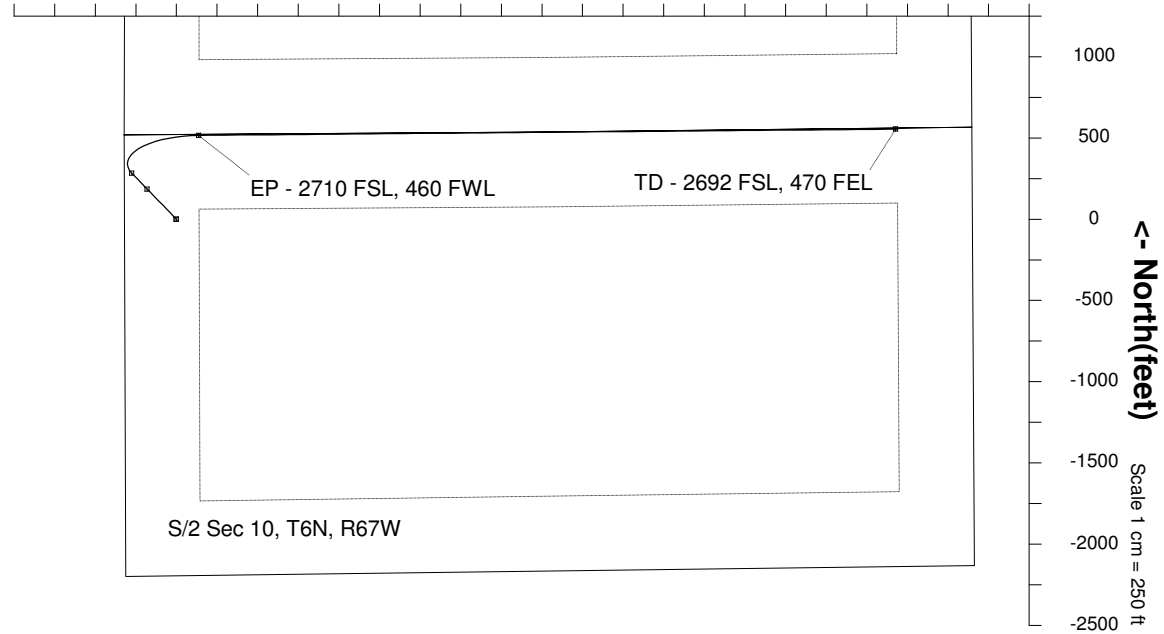 1000
500
EP - 2710 FSL, 460 FWL
TD - 2692 FSL, 470 FEL
0
-500
-1000
-1500
-2000
-2500
<- North(feet)
Scale 1 cm = 250 ft
S/2 Sec 10, T6N, R67W